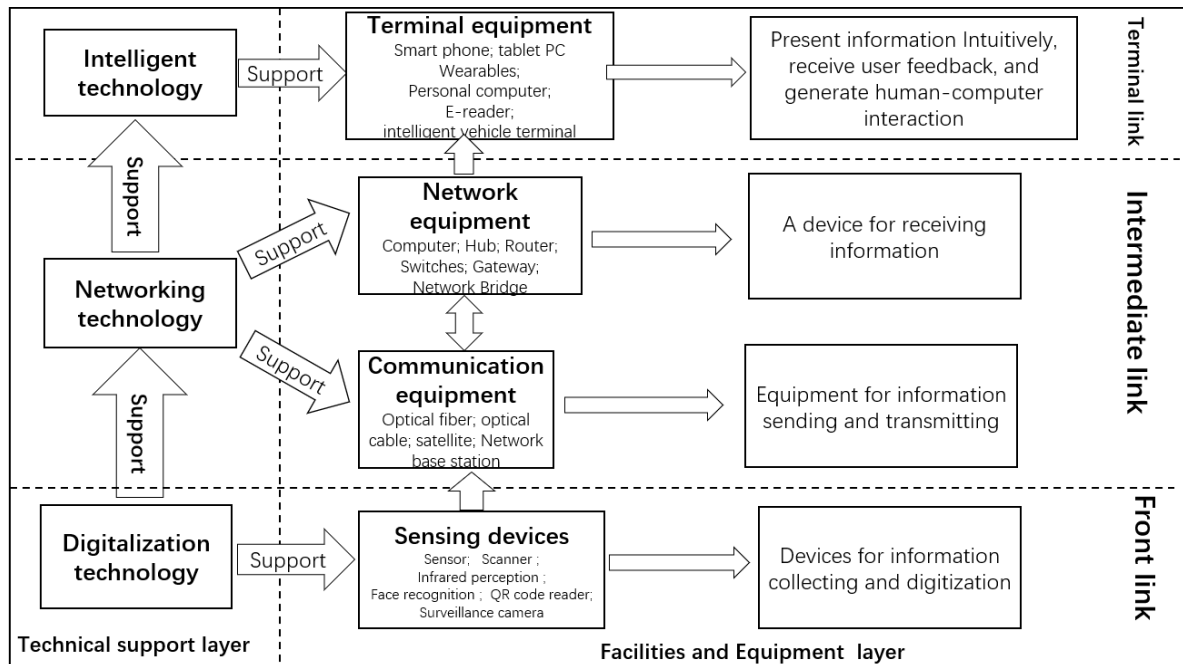 Intelligent
technology
Support
Terminal equipment
Smart phone; tablet PC
Wearables;
Personal computer;
E-reader;
intelligent vehicle terminal
Present information Intuitively,
receive user feedback, and
generate human-computer
interaction
Terminal link
Support
Networking
technology
Support
Network
equipment
Computer; Hub; Router;
Switches; Gateway;
Network Bridge
A device for receiving
information
Support
Communication
equipment
Optical fiber; optical
cable; satellite; Network
base station
Equipment for information
sending and transmitting
Intermediate link
Support
Digitalization
technology
Support
Sensing devices
Sensor; Scanner ;
Infrared perception ;
Face recognition ; QR code reader;
Surveillance camera
Devices for information
collecting and digitization
Front link
Technical support layer
Facilities and Equipment layer